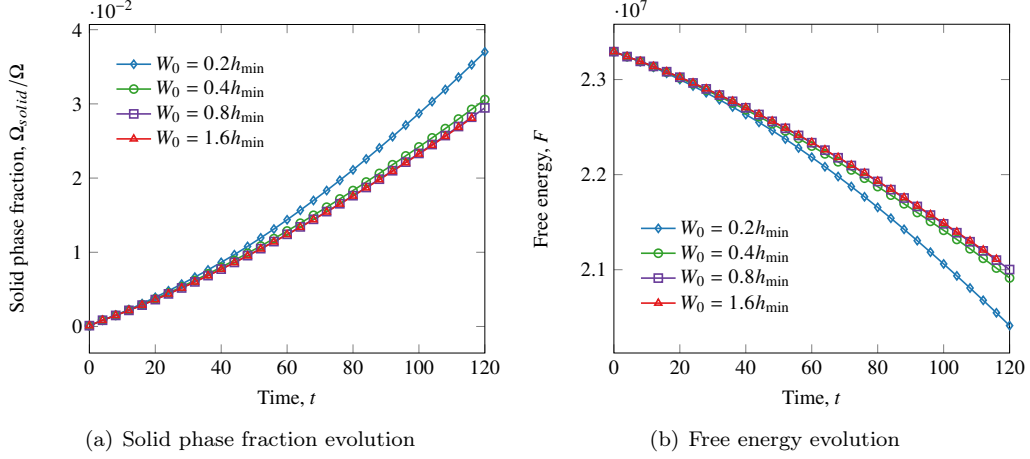 ·10⁻²
4
3
2
1
0
0 20 40 60 80 100 120
Solid phase fraction, Ω_solid/Ω
Time, t
W₀ = 0.2h_min
W₀ = 0.4h_min
W₀ = 0.8h_min
W₀ = 1.6h_min
(a) Solid phase fraction evolution
·10⁷
2.3
2.2
2.1
0 20 40 60 80 100 120
Free energy, F
Time, t
W₀ = 0.2h_min
W₀ = 0.4h_min
W₀ = 0.8h_min
W₀ = 1.6h_min
(b) Free energy evolution